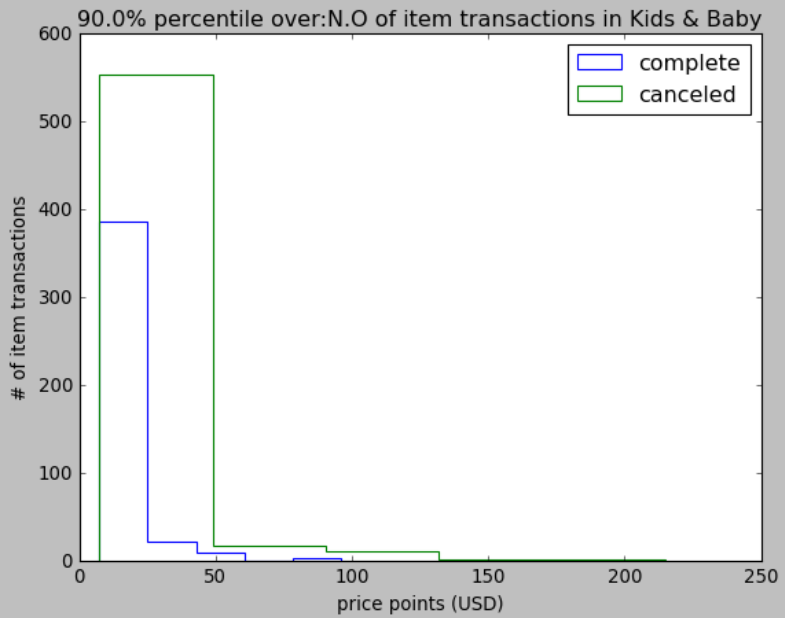 90.0% percentile over:N.O of item transactions in Kids & Baby
600
500
400
300
200
100
0
# of item transactions
complete
canceled
0 50 100 150 200 250
price points (USD)